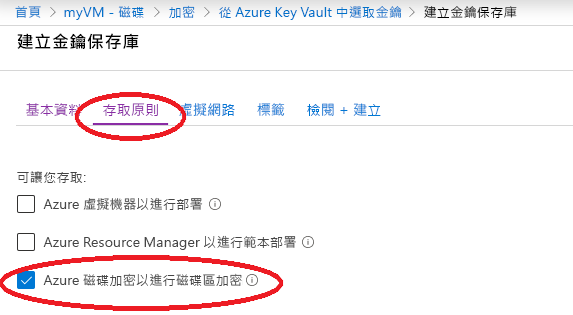 首頁 > myVM - 磁碟 > 加密 > 從 Azure Key Vault 中選取金鑰 > 建立金鑰保存庫
建立金鑰保存庫
基本資料 存取原則 虛擬網路 標籤 檢閱 + 建立
可讓您存取:
Azure 虛擬機器以進行部署
Azure Resource Manager 以進行範本部署
Azure 磁碟加密以進行磁碟區加密